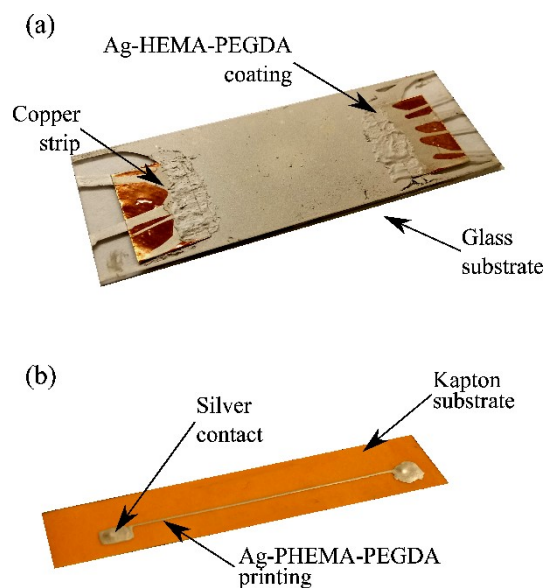 (a)
Ag-HEMA-PEGDA
coating
Copper
strip
Glass
substrate
(b)
Silver
contact
Kapton
substrate
Ag-PHEMA-PEGDA
printing